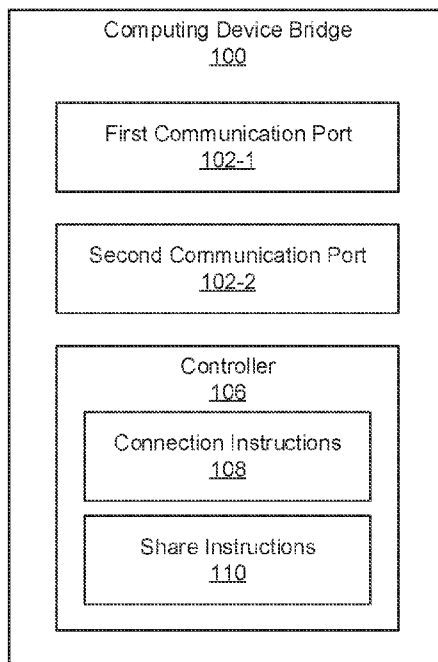 Computing Device Bridge
100
First Communication Port
102-1
Second Communication Port
102-2
Controller
106
Connection Instructions
108
Share Instructions
110